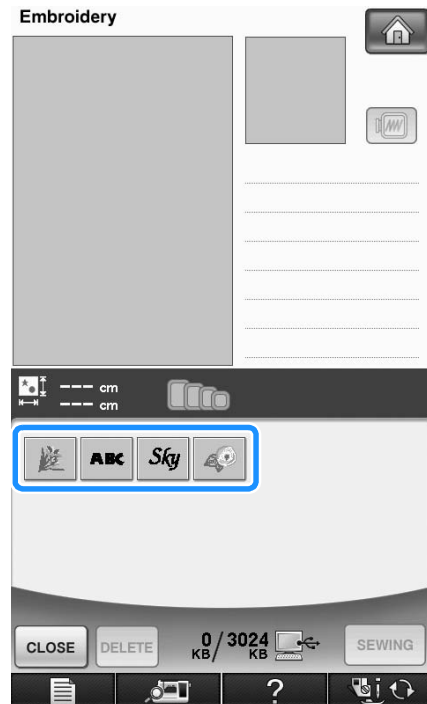 Embroidery
--- cm
--- cm
ABC Sky
CLOSE DELETE 0 KB / 3024 KB SEWING
?